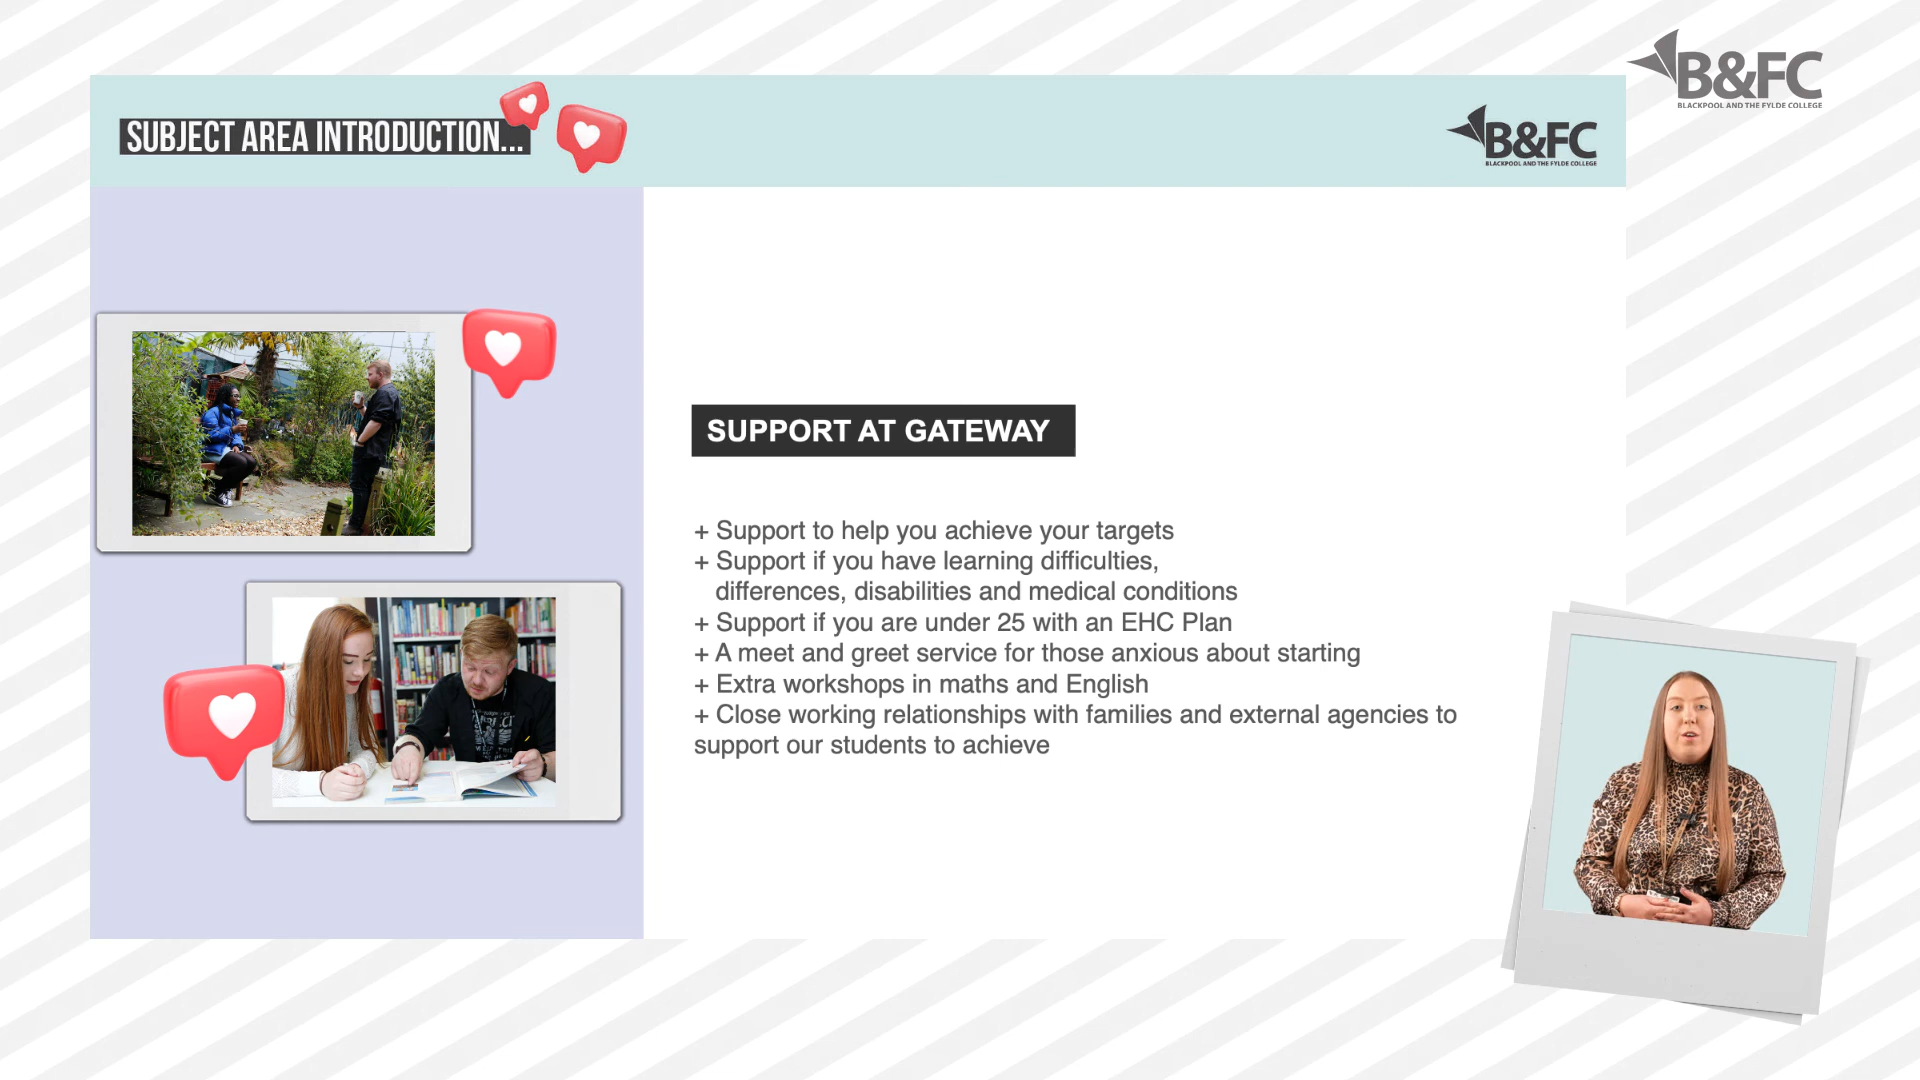 B&FC
BLACKPOOL AND THE FYLDE COLLEGE
SUBJECT AREA INTRODUCTION...
B&FC
BLACKPOOL AND THE FYLDE COLLEGE
SUPPORT AT GATEWAY
+ Support to help you achieve your targets
+ Support if you have learning difficulties,
differences, disabilities and medical conditions
+ Support if you are under 25 with an EHC Plan
+ A meet and greet service for those anxious about starting
+ Extra workshops in maths and English
+ Close working relationships with families and external agencies to
support our students to achieve